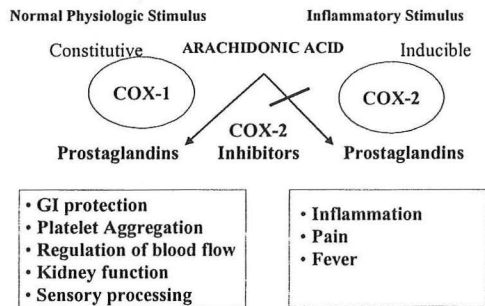 Normal Physiologic Stimulus
Inflammatory Stimulus
Constitutive
ARACHIDONIC ACID
Inducible
COX-1
COX-2
COX-2
Inhibitors
Prostaglandins
Prostaglandins
• GI protection
• Platelet Aggregation
• Regulation of blood flow
• Kidney function
• Sensory processing
• Inflammation
• Pain
• Fever